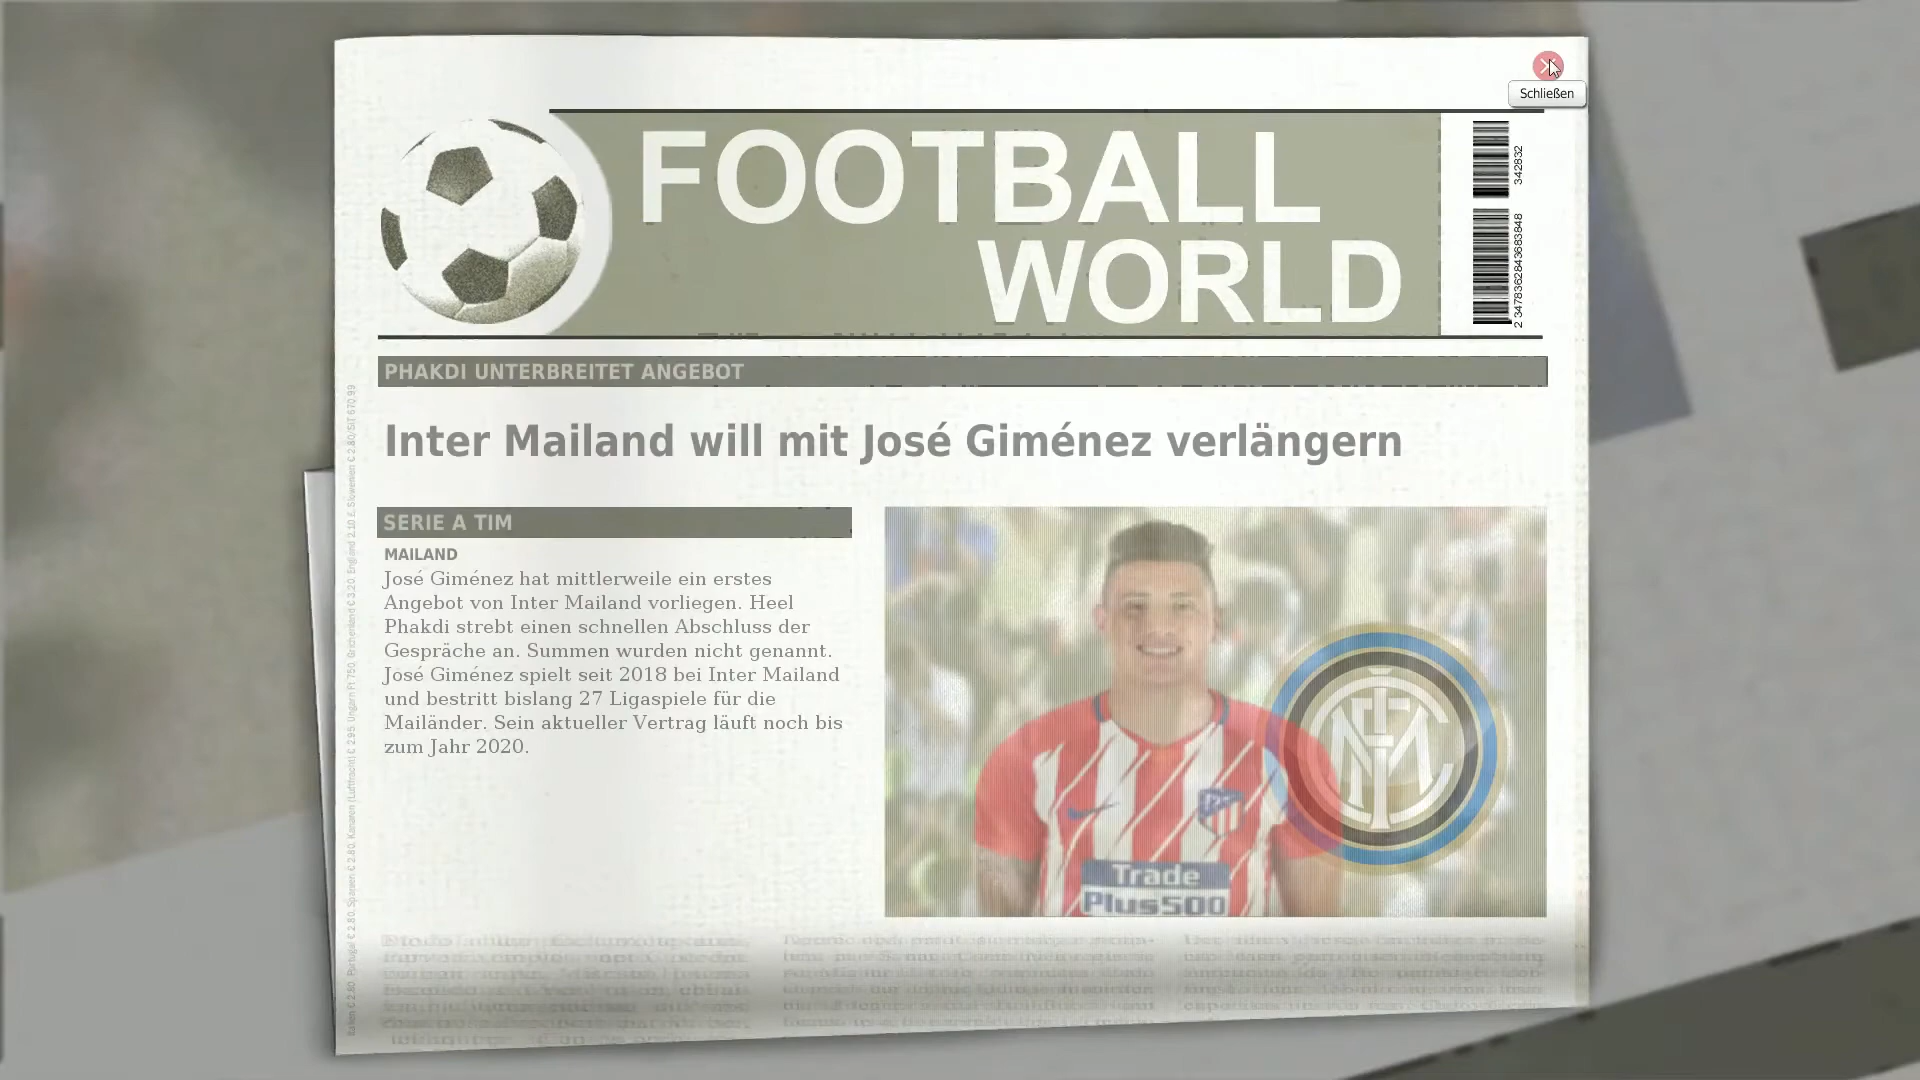 Schließen
FOOTBALL
WORLD
342832
2 3478362843683848
PHAKDI UNTERBREITET ANGEBOT
Inter Mailand will mit José Giménez verlängern
SERIE A TIM
MAILAND
José Giménez hat mittlerweile ein erstes
Angebot von Inter Mailand vorliegen. Heel
Phakdi strebt einen schnellen Abschluss der
Gespräche an. Summen wurden nicht genannt.
José Giménez spielt seit 2018 bei Inter Mailand
und bestritt bislang 27 Ligaspiele für die
Mailänder. Sein aktueller Vertrag läuft noch bis
zum Jahr 2020.
Trade
Plus500